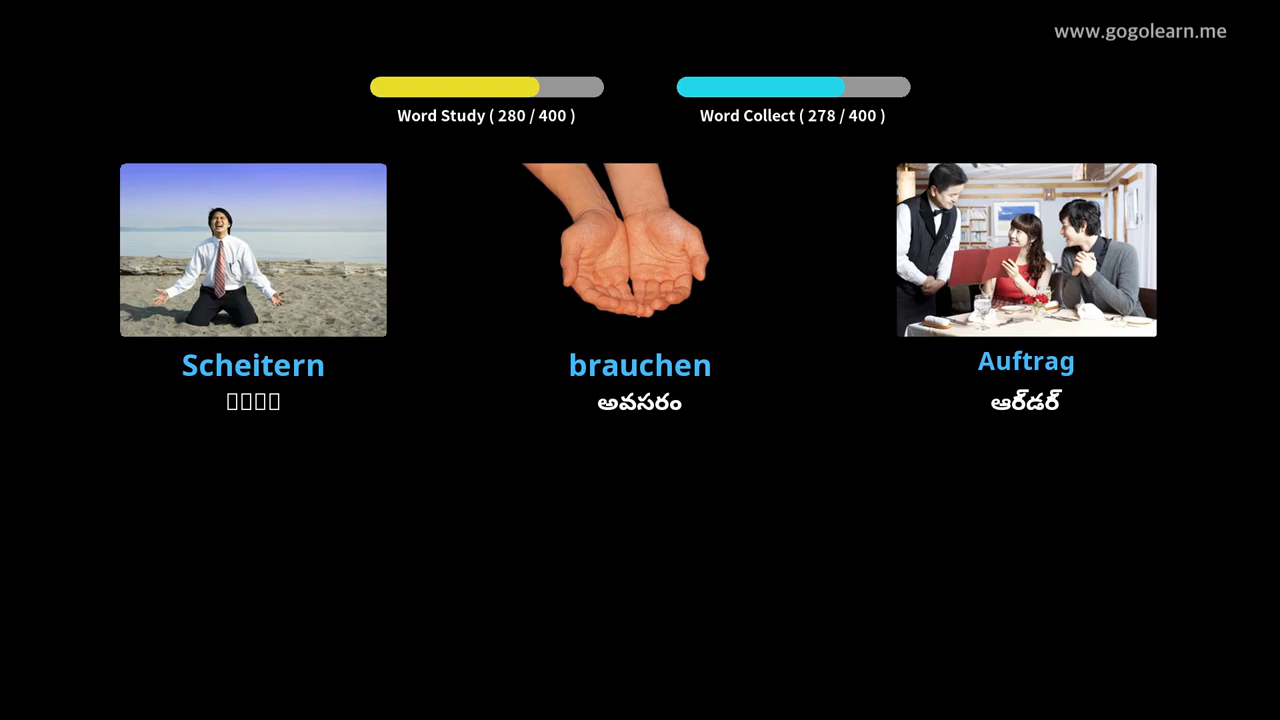 www.gogolearn.me
Word Study ( 280 / 400 )
Word Collect ( 278 / 400 )
Scheitern
brauchen
Auftrag
అవసరం
ఆర్‌డర్‌